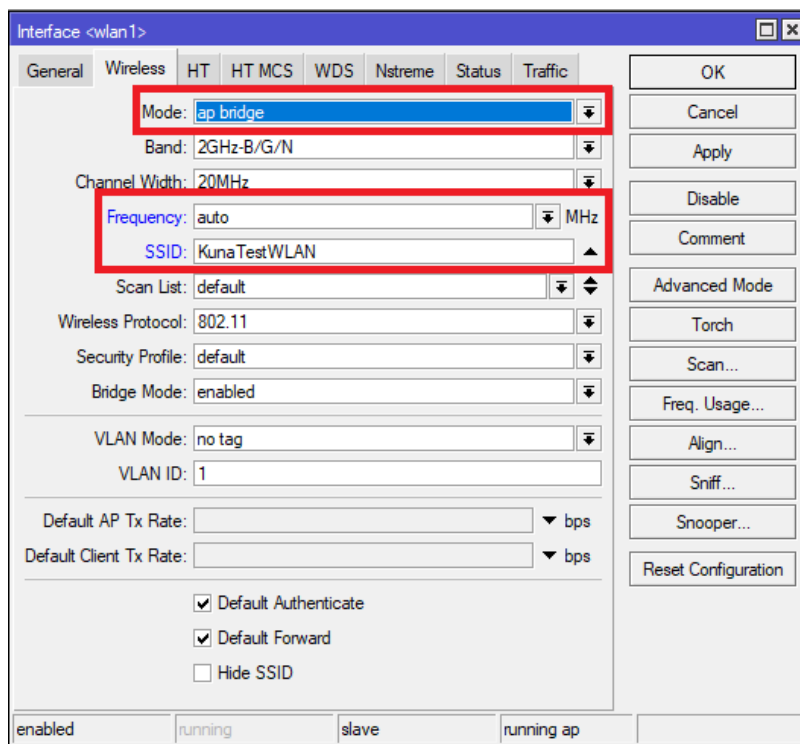 Interface <wlan1>
General Wireless HT HT MCS WDS Nstreme Status Traffic
Mode: ap bridge
Band: 2GHz-B/G/N
Channel Width: 20MHz
Frequency: auto MHz
SSID: KunaTestWLAN
Scan List: default
Wireless Protocol: 802.11
Security Profile: default
Bridge Mode: enabled
VLAN Mode: no tag
VLAN ID: 1
Default AP Tx Rate: bps
Default Client Tx Rate: bps
Default Authenticate
Default Forward
Hide SSID
OK
Cancel
Apply
Disable
Comment
Advanced Mode
Torch
Scan...
Freq. Usage...
Align...
Sniff...
Snooper...
Reset Configuration
enabled running slave running ap